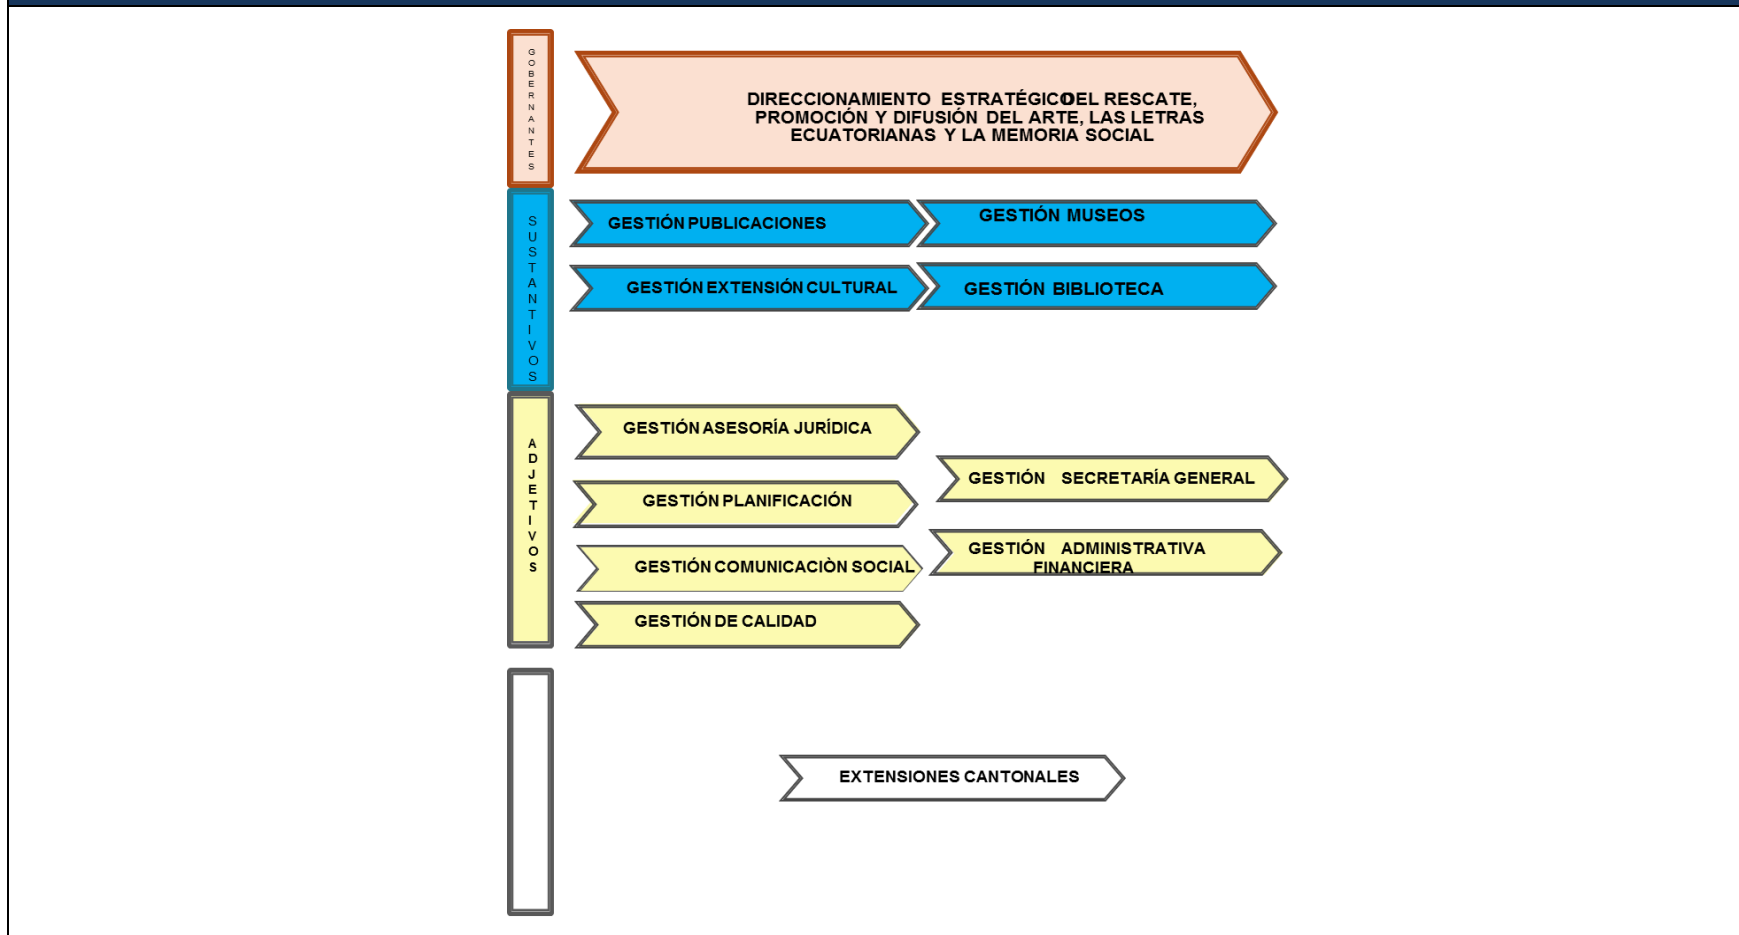 GOBERNANTES
DIRECCIONAMIENTO ESTRATÉGICO DEL RESCATE,
PROMOCIÓN Y DIFUSIÓN DEL ARTE, LAS LETRAS
ECUATORIANAS Y LA MEMORIA SOCIAL
SUSTANTIVOS
GESTIÓN PUBLICACIONES
GESTIÓN MUSEOS
GESTIÓN EXTENSIÓN CULTURAL
GESTIÓN BIBLIOTECA
ADJETIVOS
GESTIÓN ASESORÍA JURÍDICA
GESTIÓN SECRETARÍA GENERAL
GESTIÓN PLANIFICACIÓN
GESTIÓN ADMINISTRATIVA
FINANCIERA
GESTIÓN COMUNICACIÒN SOCIAL
GESTIÓN DE CALIDAD
EXTENSIONES CANTONALES